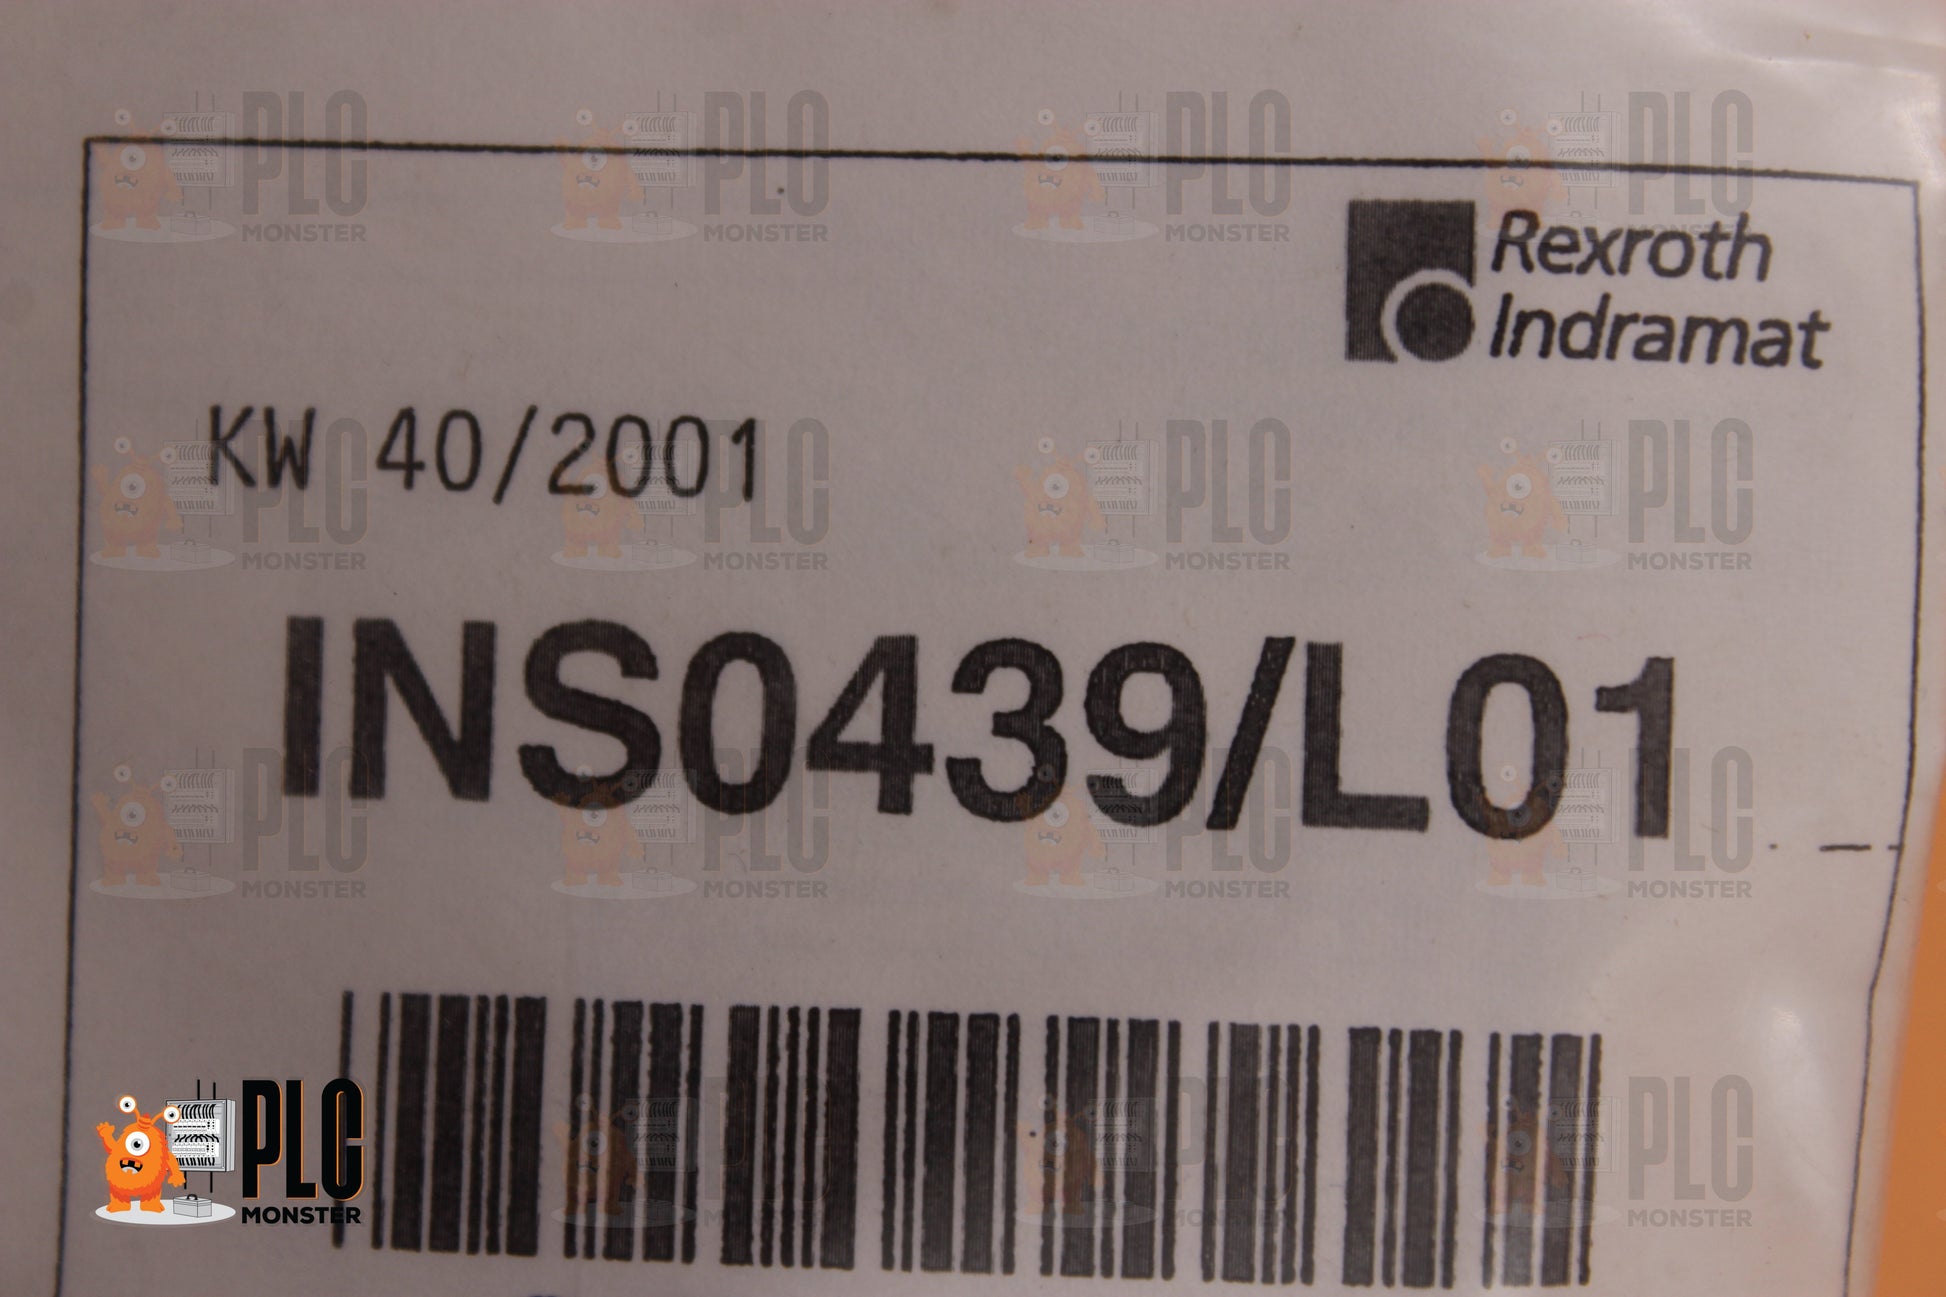 Rexroth
Indramat
KW 40/2001
INS0439/L01
PLC
MONSTER